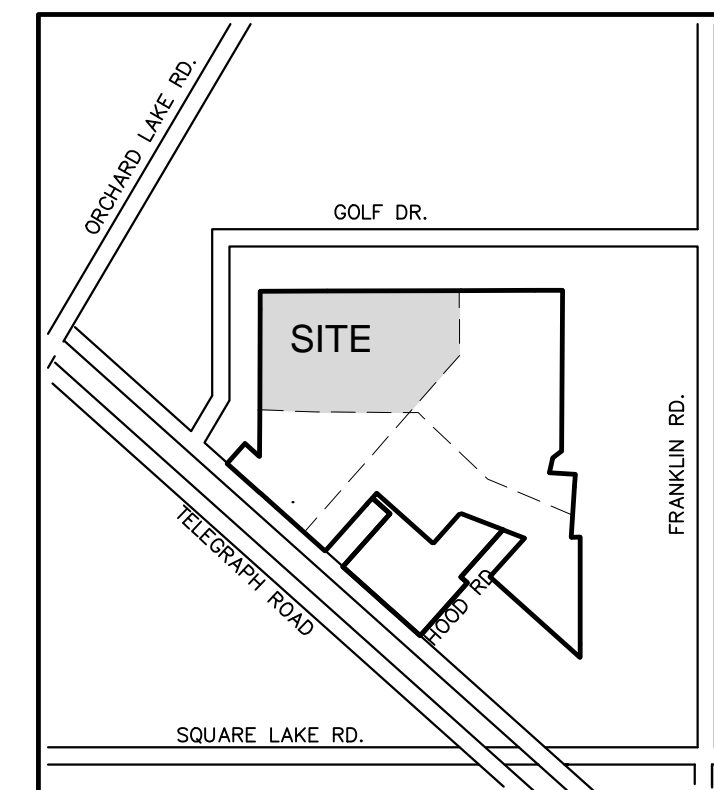 ORCHARD LAKE RD.
GOLF DR.
SITE
FRANKLIN RD.
TELEGRAPH ROAD
HOOD RD
SQUARE LAKE RD.